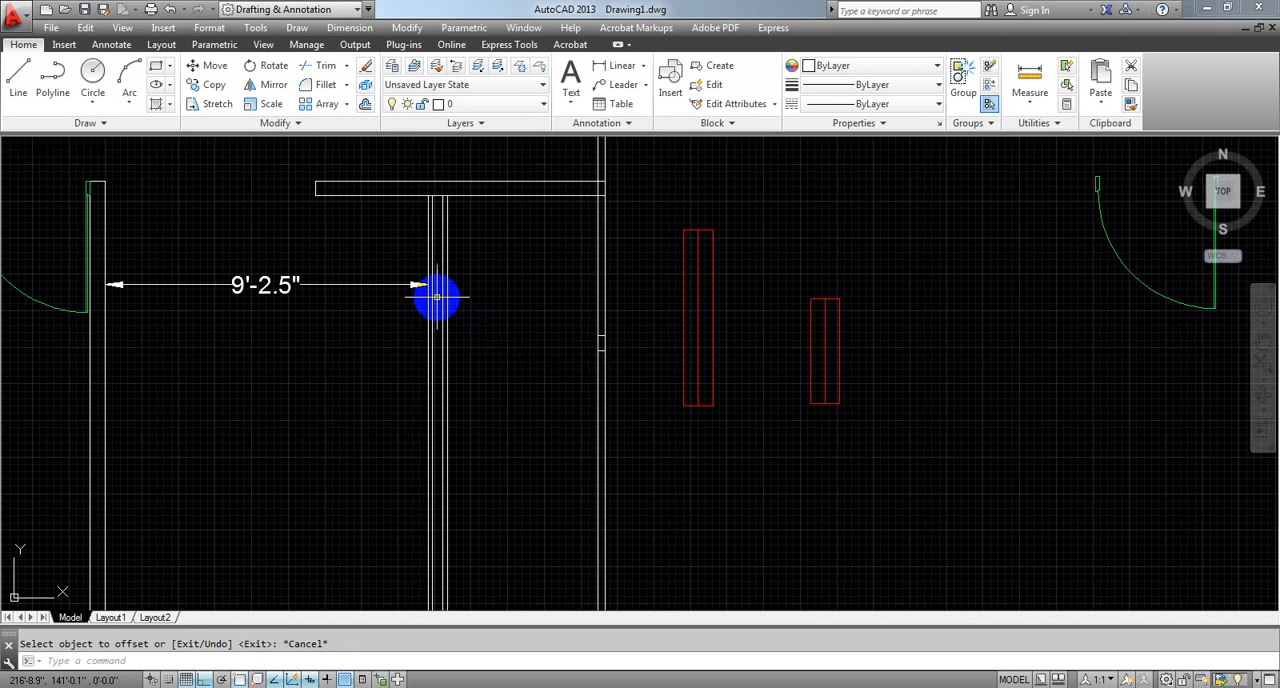 Drafting & Annotation
AutoCAD 2013 Drawing1.dwg
Type a keyword or phrase
Sign In
File Edit View Insert Format Tools Draw Dimension Modify Parametric Window Help Acrobat Markups Adobe PDF Express
Home Insert Annotate Layout Parametric View Manage Output Plug-ins Online Express Tools Acrobat
Line Polyline Circle Arc
Move Rotate Trim
Copy Mirror Fillet
Stretch Scale Array
Unsaved Layer State
0
Text
Linear
Leader
Table
Insert
Create
Edit
Edit Attributes
ByLayer
ByLayer
ByLayer
Group
Measure
Paste
Draw Modify Layers Annotation Block Properties Groups Utilities Clipboard
N
W TOP E
S
WCS
9'-2.5"
Y
X
Model Layout1 Layout2
Select object to offset or [Exit/Undo] <Exit>: *Cancel*
Type a command
216'-8.9", 141'-0.1" , 0'-0.0"
MODEL
1:1